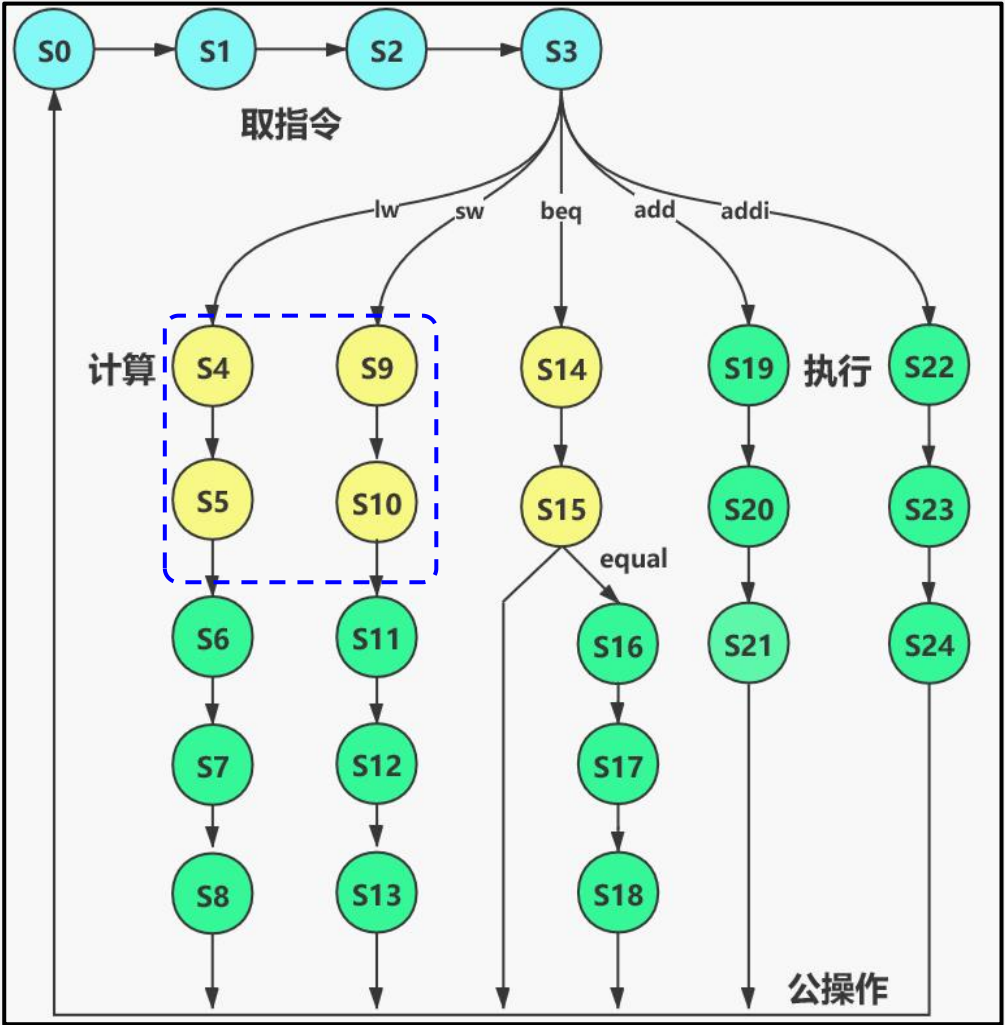 S0 S1 S2 S3
取指令
lw sw beq add addi
计算 S4 S9 S14 S19 执行 S22
S5 S10 S15 S20 S23
equal
S6 S11 S16 S21 S24
S7 S12 S17
S8 S13 S18
公操作